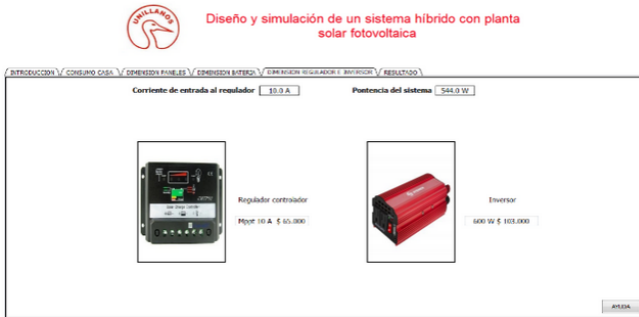 UNILLANOS
Diseño y simulación de un sistema híbrido con planta
solar fotovoltaica
INTRODUCCION
CONSUMO CASA
DIMENSION PANELES
DIMENSION BATERIA
DIMENSION REGULADOR E INVERSOR
RESULTADO
Corriente de entrada al regulador 10.0 A
Pontencia del sistema 544.0 W
Regulador controlador
Mppt 10 A $ 65.000
Inversor
600 W $ 103.000
AYUDA